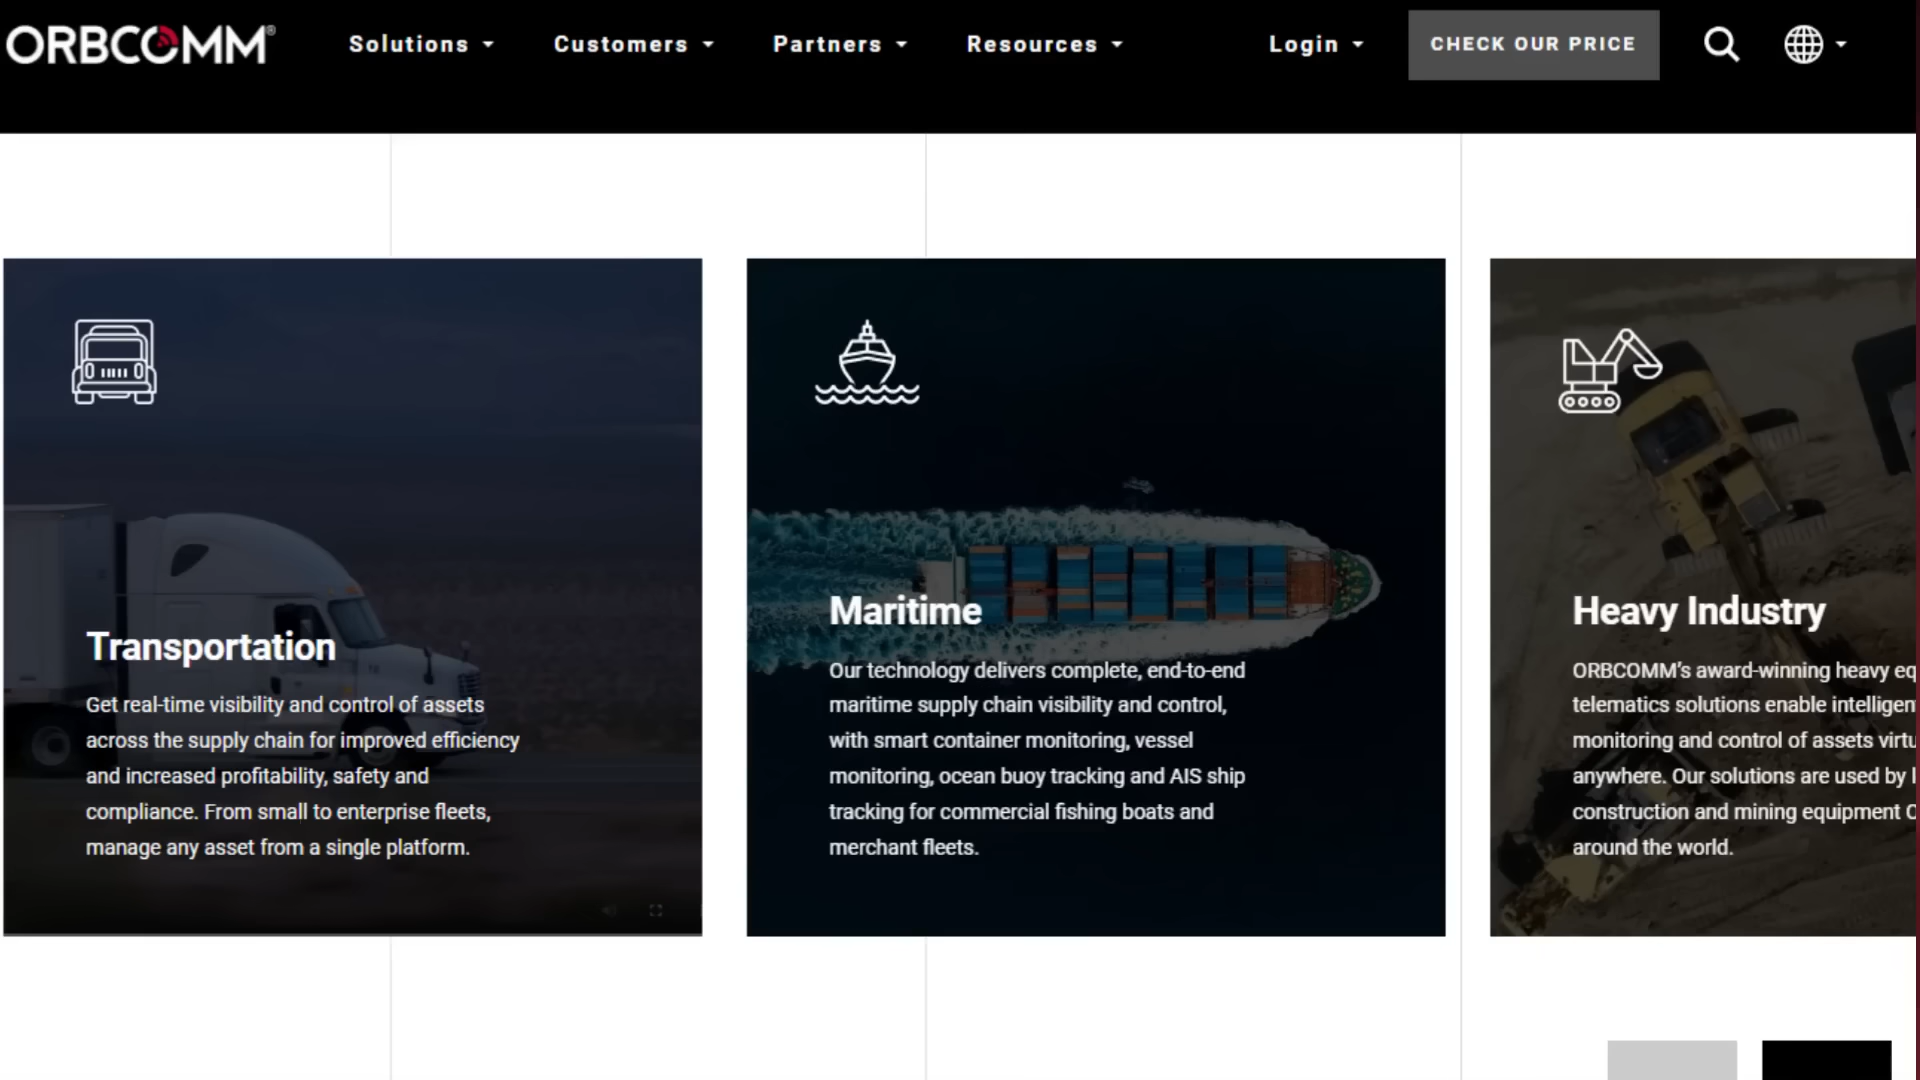 ORBCOMM®
Solutions
Customers
Partners
Resources
Login
CHECK OUR PRICE
Transportation
Get real-time visibility and control of assets
across the supply chain for improved efficiency
and increased profitability, safety and
compliance. From small to enterprise fleets,
manage any asset from a single platform.
Maritime
Our technology delivers complete, end-to-end
maritime supply chain visibility and control,
with smart container monitoring, vessel
monitoring, ocean buoy tracking and AIS ship
tracking for commercial fishing boats and
merchant fleets.
Heavy Industry
ORBCOMM's award-winning heavy eq
telematics solutions enable intelligen
monitoring and control of assets virtu
anywhere. Our solutions are used by
construction and mining equipment
around the world.